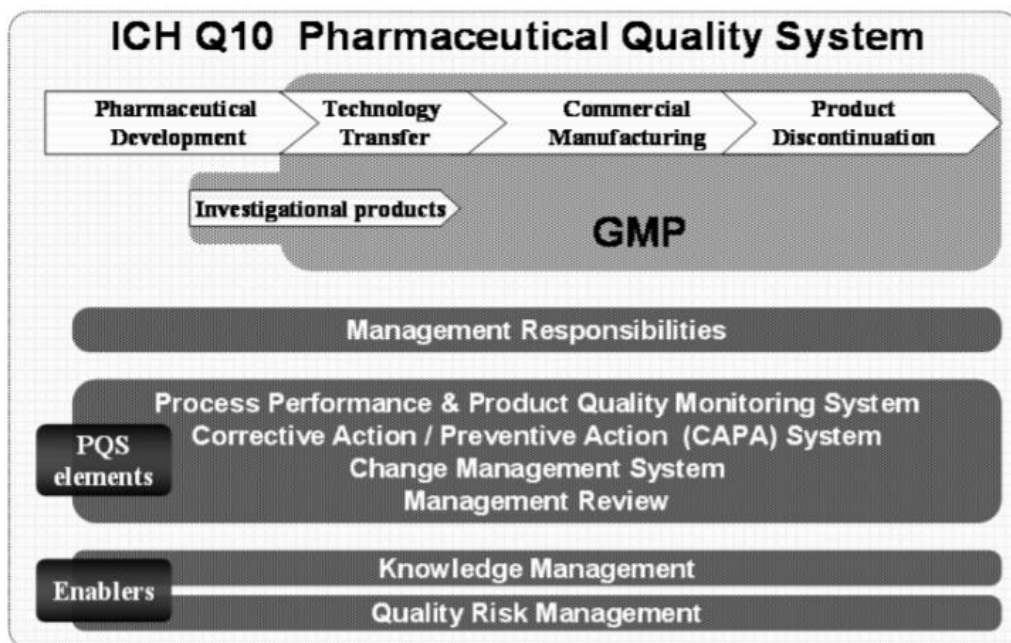 ICH Q10 Pharmaceutical Quality System
Pharmaceutical
Development
Technology
Transfer
Commercial
Manufacturing
Product
Discontinuation
Investigational products
GMP
Management Responsibilities
PQS
elements
Process Performance & Product Quality Monitoring System
Corrective Action / Preventive Action (CAPA) System
Change Management System
Management Review
Enablers
Knowledge Management
Quality Risk Management